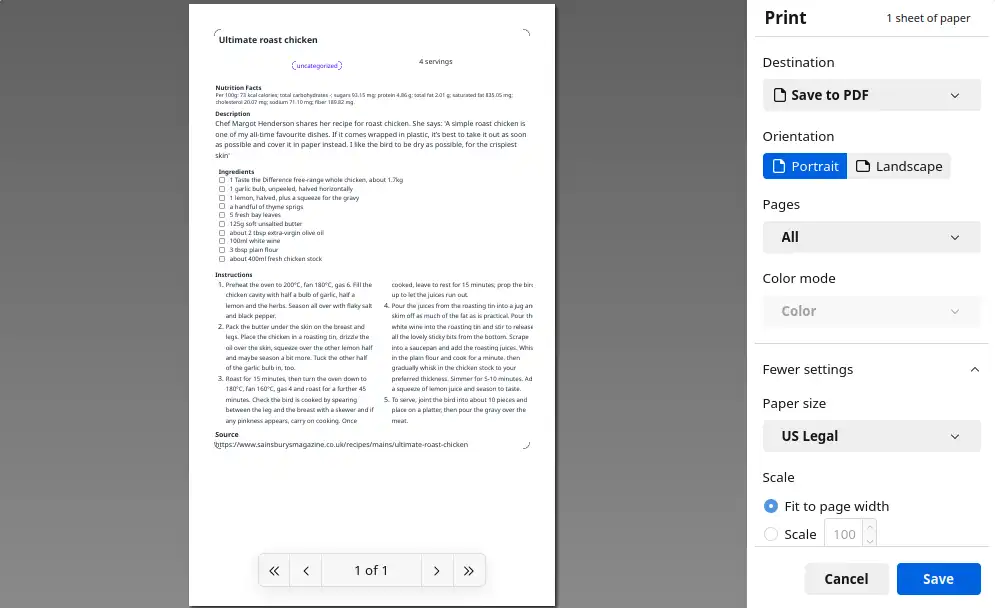 Ultimate roast chicken
uncategorized
4 servings
Nutrition Facts
Per 100g: 73 kcal calories; total carbohydrates -; sugars 93.15 mg; protein 4.86 g; total fat 2.01 g; saturated fat 835.05 mg;
cholesterol 20.07 mg; sodium 71.10 mg; fiber 189.82 mg.
Description
Chef Margot Henderson shares her recipe for roast chicken. She says: 'A simple roast chicken is
one of my all-time favourite dishes. If it comes wrapped in plastic, it's best to take it out as soon
as possible and cover it in paper instead. I like the bird to be dry as possible, for the crispiest
skin'
Ingredients
1 Taste the Difference free-range whole chicken, about 1.7kg
1 garlic bulb, unpeeled, halved horizontally
1 lemon, halved, plus a squeeze for the gravy
a handful of thyme sprigs
5 fresh bay leaves
125g soft unsalted butter
about 2 tbsp extra-virgin olive oil
100ml white wine
3 tbsp plain flour
about 400ml fresh chicken stock
Instructions
1. Preheat the oven to 200°C, fan 180°C, gas 6. Fill the
chicken cavity with half a bulb of garlic, half a
lemon and the herbs. Season all over with flaky salt
and black pepper.
2. Pack the butter under the skin on the breast and
legs. Place the chicken in a roasting tin, drizzle the
oil over the skin, squeeze over the other lemon half
and maybe season a bit more. Tuck the other half
of the garlic bulb in, too.
3. Roast for 15 minutes, then turn the oven down to
180°C, fan 160°C, gas 4 and roast for a further 45
minutes. Check the bird is cooked by spearing
between the leg and the breast with a skewer and if
any pinkness appears, carry on cooking. Once
cooked, leave to rest for 15 minutes; prop the bird
up to let the juices run out.
4. Pour the juices from the roasting tin into a jug an
skim off as much of the fat as is practical. Pour th
white wine into the roasting tin and stir to release
all the lovely sticky bits from the bottom. Scrape
into a saucepan and add the roasting juices. Whis
in the plain flour and cook for a minute. then
gradually whisk in the chicken stock to your
preferred thickness. Simmer for 5-10 minutes. Ad
a squeeze of lemon juice and season to taste.
5. To serve, joint the bird into about 10 pieces and
place on a platter, then pour the gravy over the
meat.
Source
https://www.sainsburysmagazine.co.uk/recipes/mains/ultimate-roast-chicken
1 of 1
Print
1 sheet of paper
Destination
Save to PDF
Orientation
Portrait
Landscape
Pages
All
Color mode
Color
Fewer settings
Paper size
US Legal
Scale
Fit to page width
Scale
100
Cancel
Save